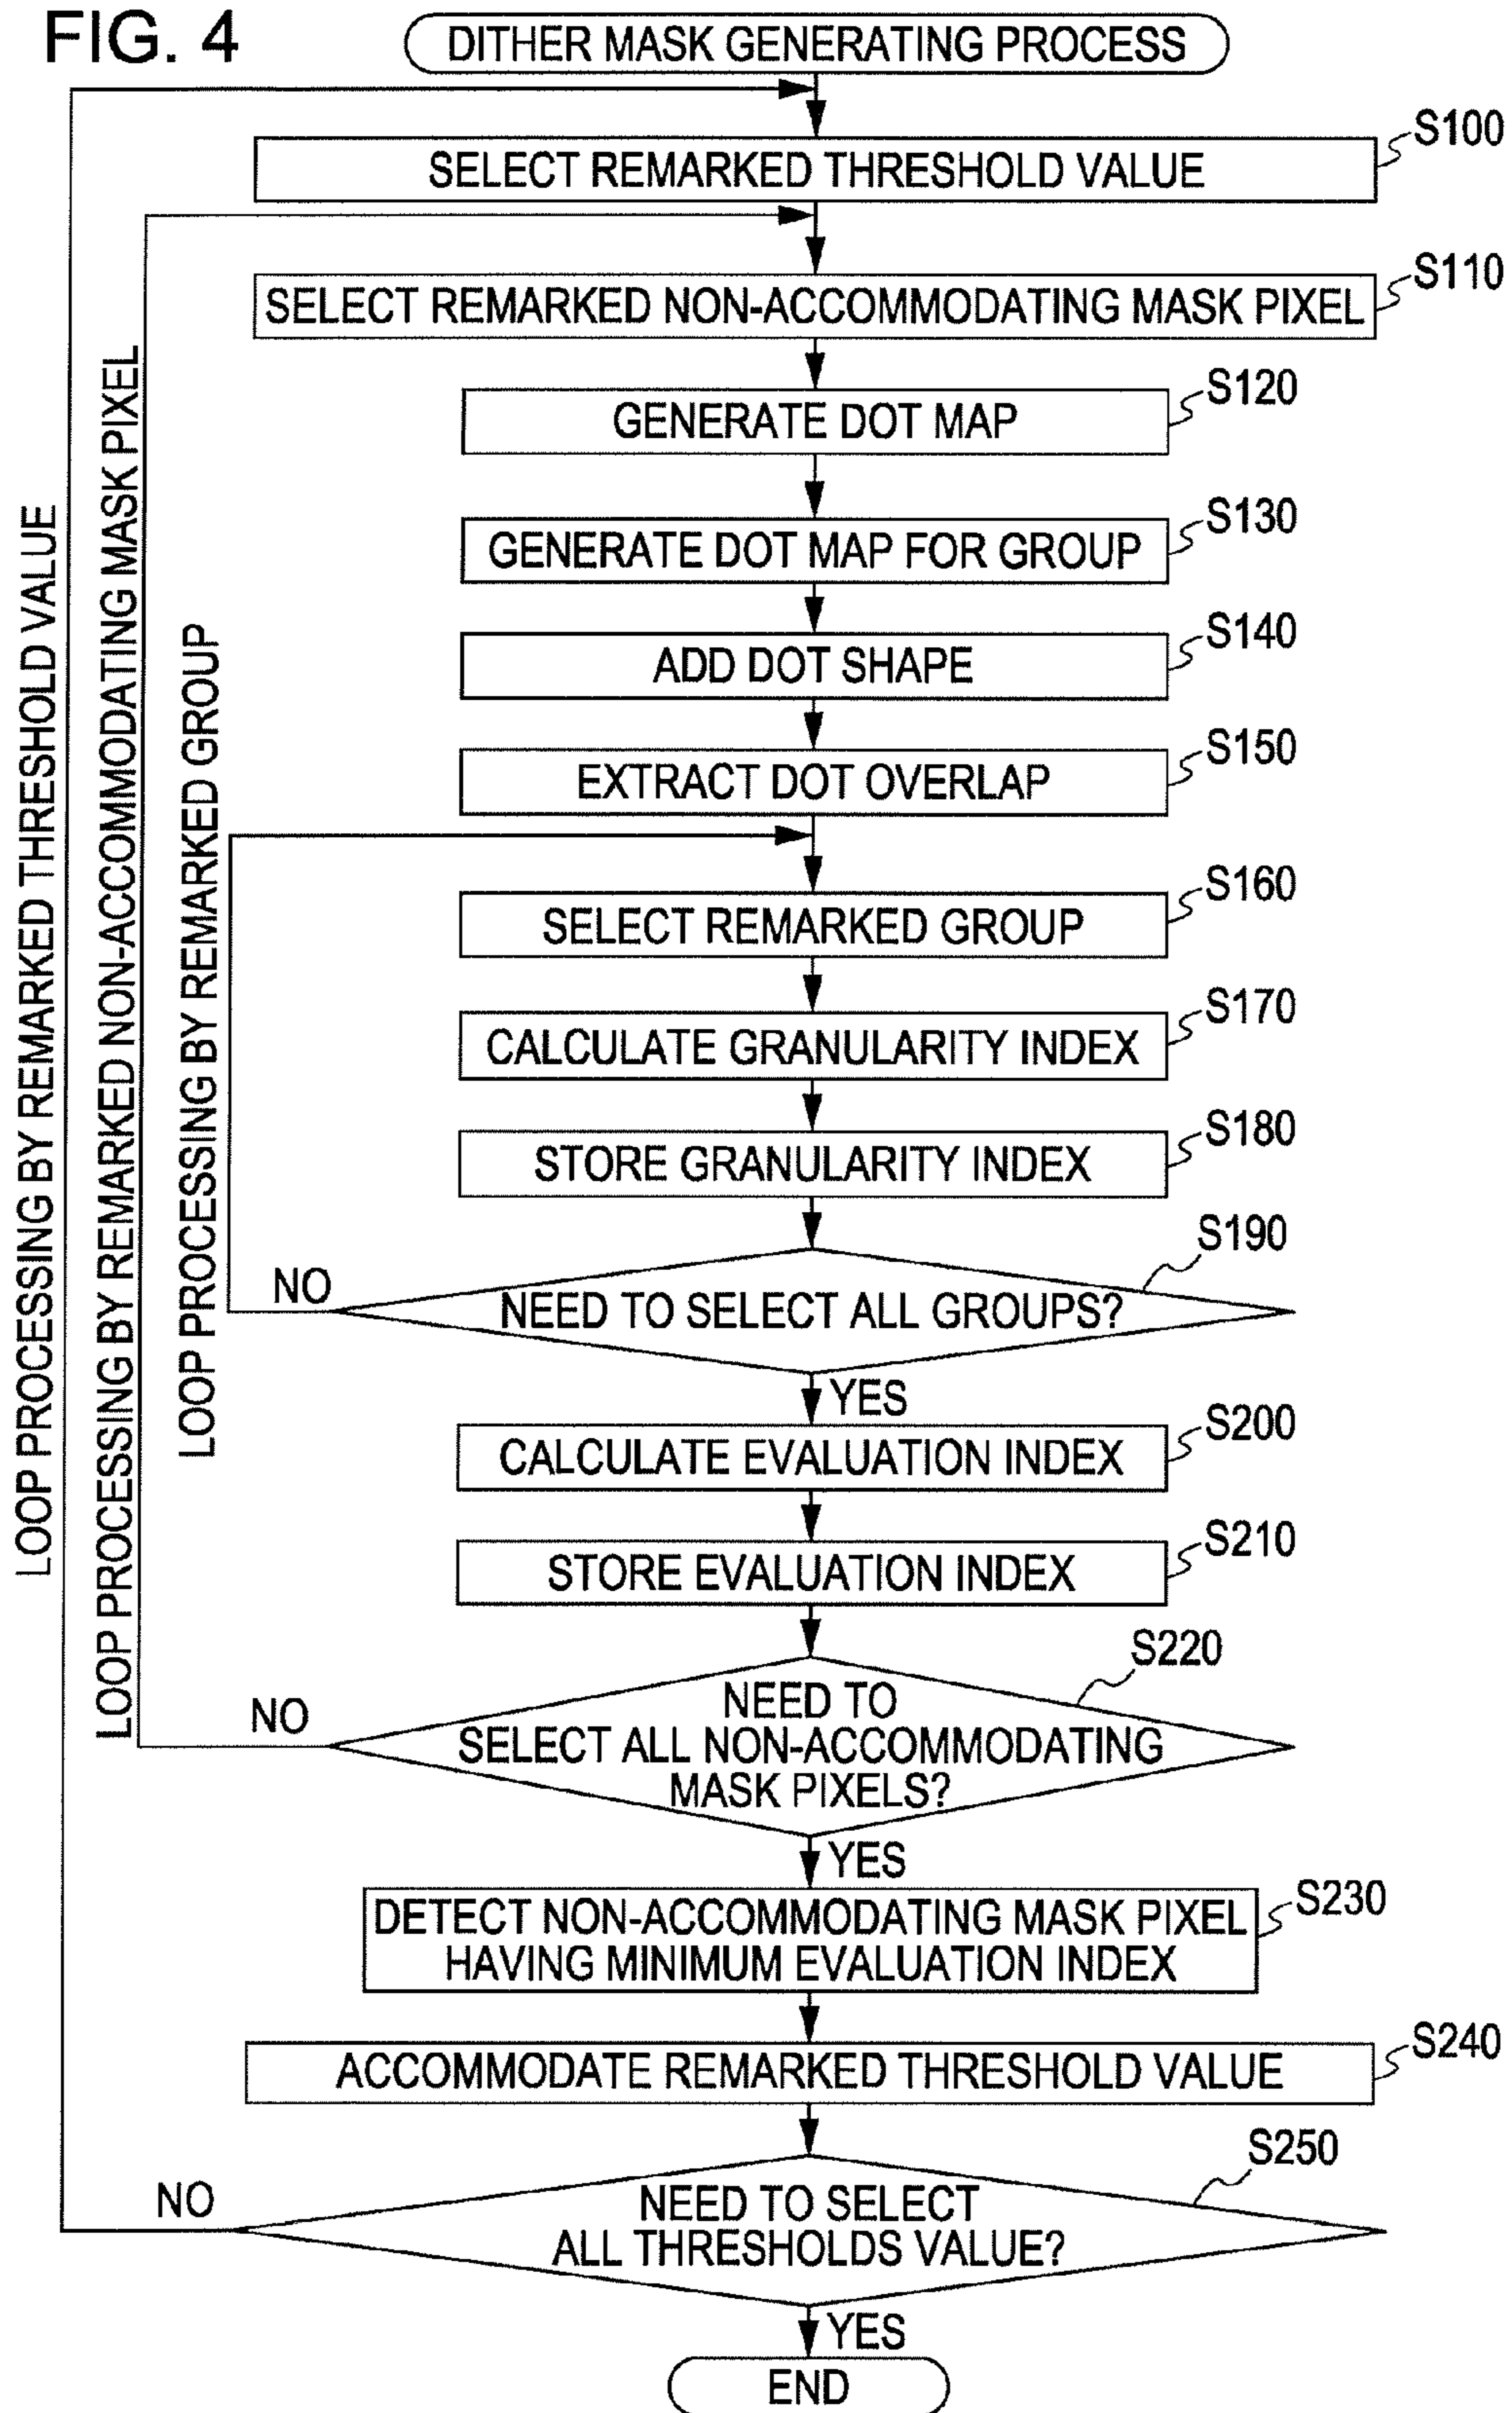 FIG. 4
DITHER MASK GENERATING PROCESS
S100
SELECT REMARKED THRESHOLD VALUE
S110
SELECT REMARKED NON-ACCOMMODATING MASK PIXEL
S120
GENERATE DOT MAP
S130
GENERATE DOT MAP FOR GROUP
S140
ADD DOT SHAPE
S150
EXTRACT DOT OVERLAP
LOOP PROCESSING BY REMARKED THRESHOLD VALUE
LOOP PROCESSING BY REMARKED NON-ACCOMMODATING MASK PIXEL
LOOP PROCESSING BY REMARKED GROUP
S160
SELECT REMARKED GROUP
S170
CALCULATE GRANULARITY INDEX
S180
STORE GRANULARITY INDEX
S190
NO
NEED TO SELECT ALL GROUPS?
YES
S200
CALCULATE EVALUATION INDEX
S210
STORE EVALUATION INDEX
S220
NO
NEED TO
SELECT ALL NON-ACCOMMODATING
MASK PIXELS?
YES
S230
DETECT NON-ACCOMMODATING MASK PIXEL
HAVING MINIMUM EVALUATION INDEX
S240
ACCOMMODATE REMARKED THRESHOLD VALUE
S250
NO
NEED TO SELECT
ALL THRESHOLDS VALUE?
YES
END